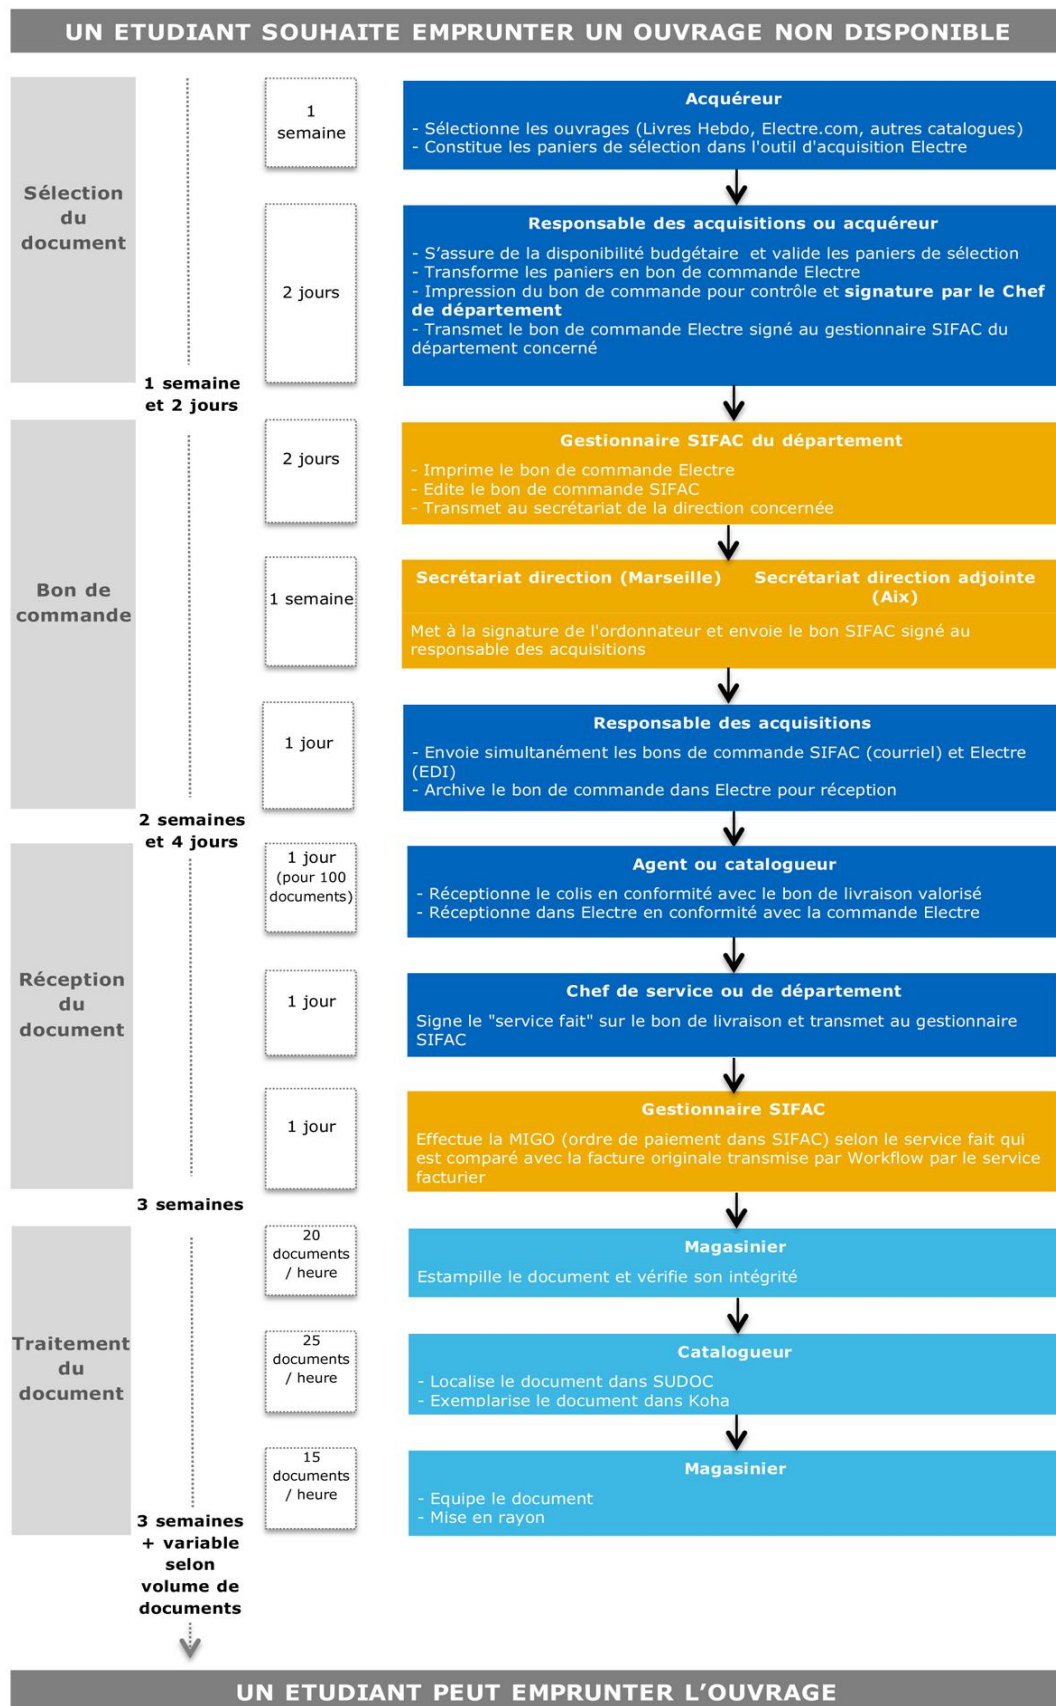 UN ETUDIANT SOUHAITE EMPRUNTER UN OUVRAGE NON DISPONIBLE
Sélection
du
document
1
semaine
Acquéreur
- Sélectionne les ouvrages (Livres Hebdo, Electre.com, autres catalogues)
- Constitue les paniers de sélection dans l'outil d'acquisition Electre
2 jours
Responsable des acquisitions ou acquéreur
- S'assure de la disponibilité budgétaire et valide les paniers de sélection
- Transforme les paniers en bon de commande Electre
- Impression du bon de commande pour contrôle et signature par le Chef
de département
- Transmet le bon de commande Electre signé au gestionnaire SIFAC du
département concerné
1 semaine
et 2 jours
Bon de
commande
2 jours
Gestionnaire SIFAC du département
- Imprime le bon de commande Electre
- Edite le bon de commande SIFAC
- Transmet au secrétariat de la direction concernée
1 semaine
Secrétariat direction (Marseille)
Secrétariat direction adjointe
(Aix)
Met à la signature de l'ordonnateur et envoie le bon SIFAC signé au
responsable des acquisitions
1 jour
Responsable des acquisitions
- Envoie simultanément les bons de commande SIFAC (courriel) et Electre
(EDI)
- Archive le bon de commande dans Electre pour réception
2 semaines
et 4 jours
Réception
du
document
1 jour
(pour 100
documents)
Agent ou catalogueur
- Réceptionne le colis en conformité avec le bon de livraison valorisé
- Réceptionne dans Electre en conformité avec la commande Electre
1 jour
Chef de service ou de département
Signe le "service fait" sur le bon de livraison et transmet au gestionnaire
SIFAC
1 jour
Gestionnaire SIFAC
Effectue la MIGO (ordre de paiement dans SIFAC) selon le service fait qui
est comparé avec la facture originale transmise par Workflow par le service
facturier
3 semaines
Traitement
du
document
20
documents
/ heure
Magasinier
Estampille le document et vérifie son intégrité
25
documents
/ heure
Catalogueur
- Localise le document dans SUDOC
- Exemplarise le document dans Koha
15
documents
/ heure
Magasinier
- Equipe le document
- Mise en rayon
3 semaines
+ variable
selon
volume de
documents
UN ETUDIANT PEUT EMPRUNTER L'OUVRAGE